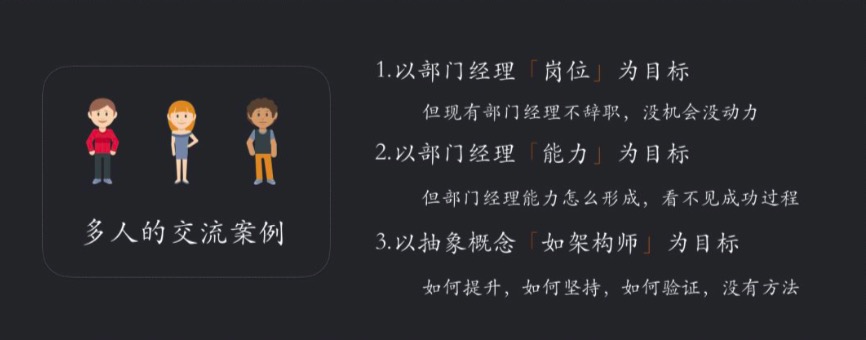 多人的交流案例
1.以部门经理「岗位」为目标
但现有部门经理不辞职，没机会没动力
2.以部门经理「能力」为目标
但部门经理能力怎么形成，看不见成功过程
3.以抽象概念「如架构师」为目标
如何提升，如何坚持，如何验证，没有方法